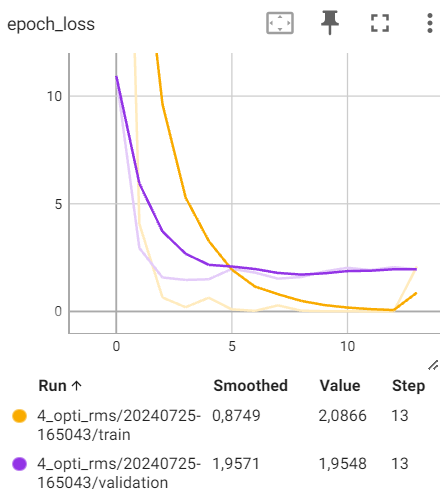 epoch_loss
10
5
0
0 5 10
Run ↑ Smoothed Value Step
4_opti_rms/20240725- 0,8749 2,0866 13
165043/train
4_opti_rms/20240725- 1,9571 1,9548 13
165043/validation